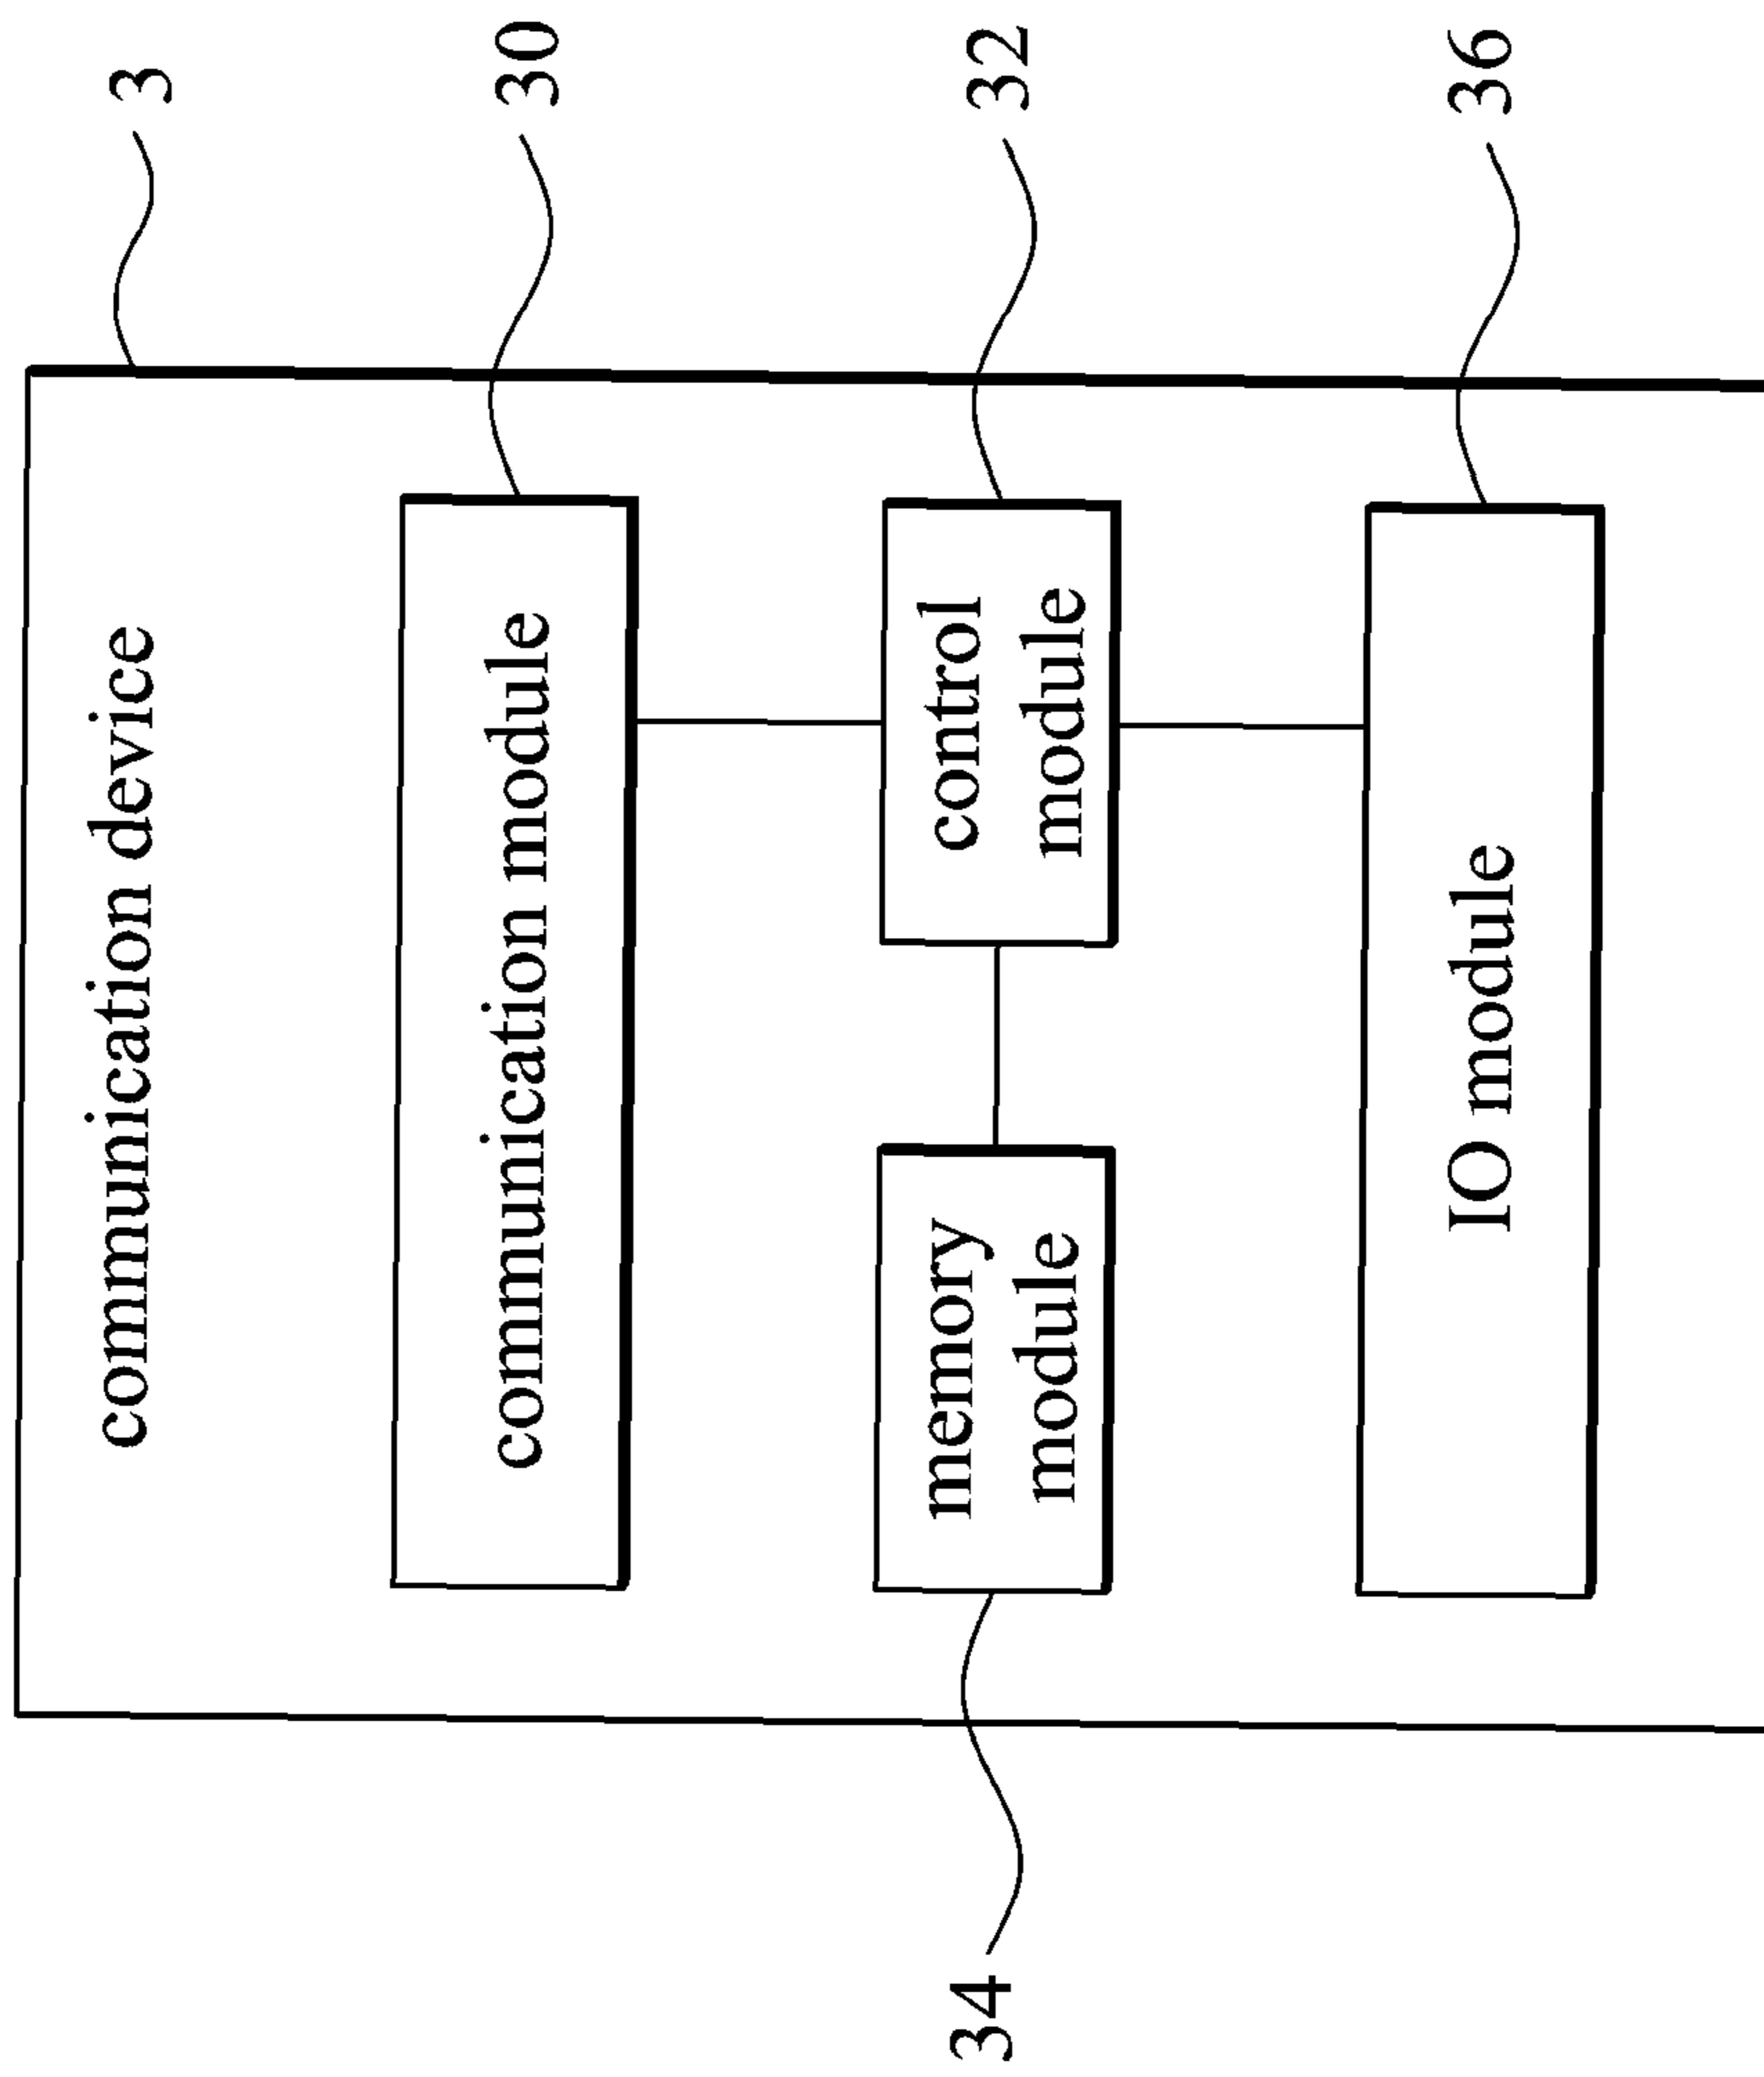 communication device
3
communication module
30
memory
module
control
module
34
32
IO module
36